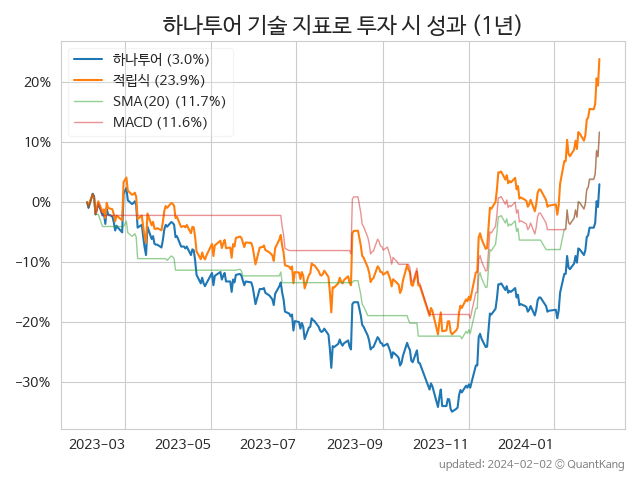 하나투어 기술 지표로 투자 시 성과 (1년)
하나투어 (3.0%)
적립식 (23.9%)
SMA(20) (11.7%)
MACD (11.6%)
20%
10%
0%
−10%
−20%
−30%
2023−03 2023−05 2023−07 2023−09 2023−11 2024−01
updated: 2024-02-02 © QuantKang